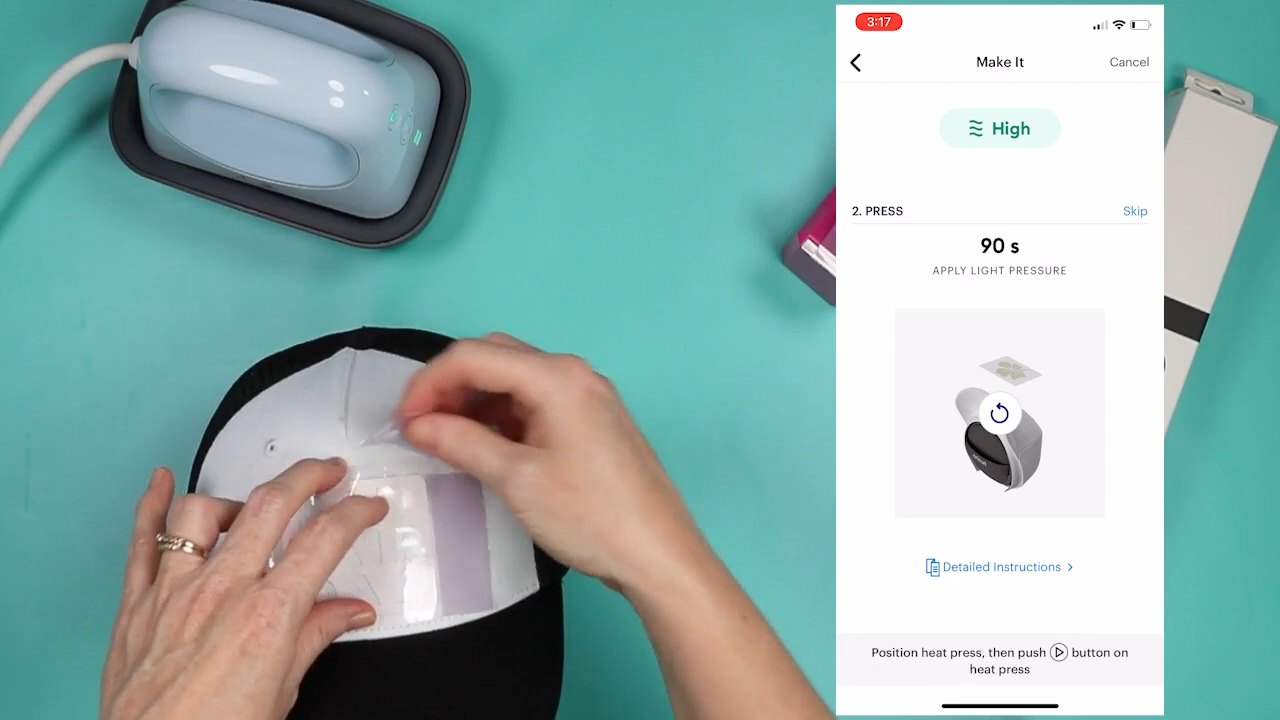 3:17
Make It
Cancel
High
2. PRESS
Skip
90 s
APPLY LIGHT PRESSURE
Detailed Instructions
Position heat press, then push button on
heat press